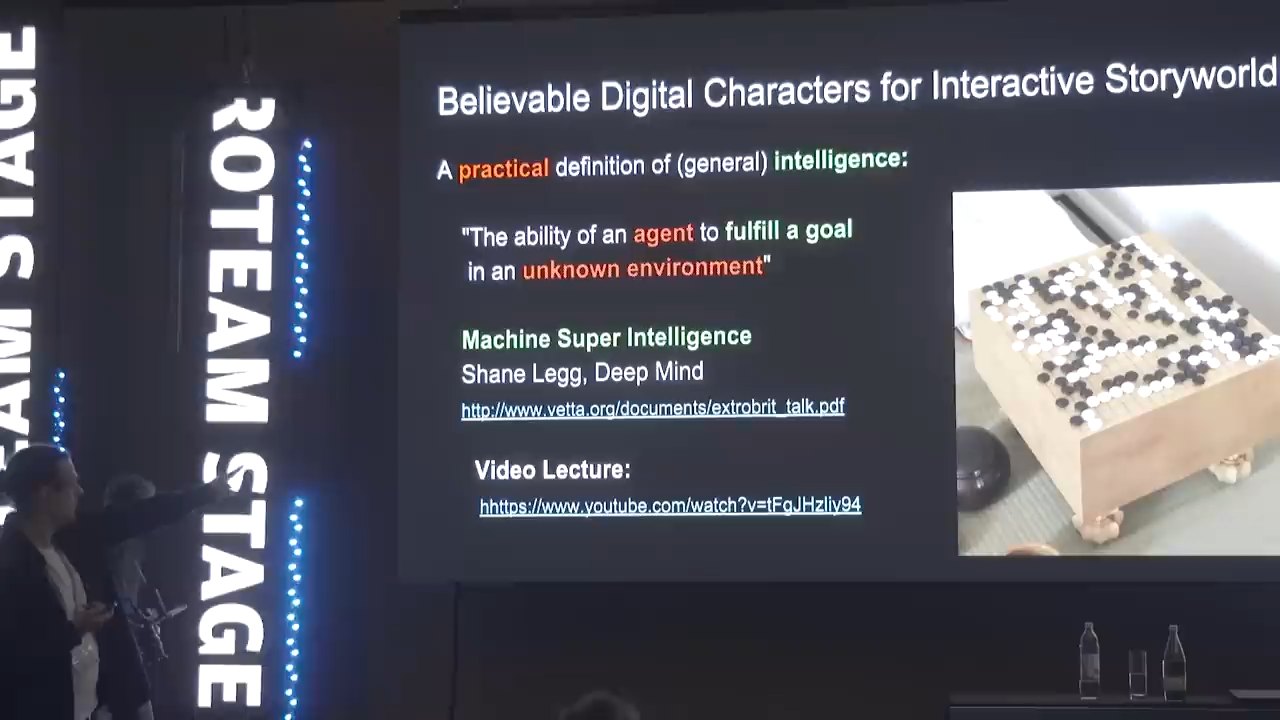 EAM STAGE
ROTEAM STAGE
Believable Digital Characters for Interactive Storyworld
A practical definition of (general) intelligence:
"The ability of an agent to fulfill a goal
in an unknown environment"
Machine Super Intelligence
Shane Legg, Deep Mind
http://www.vetta.org/documents/extrobrit_talk.pdf
Video Lecture:
hhttps://www.youtube.com/watch?v=tFgJHzliy94